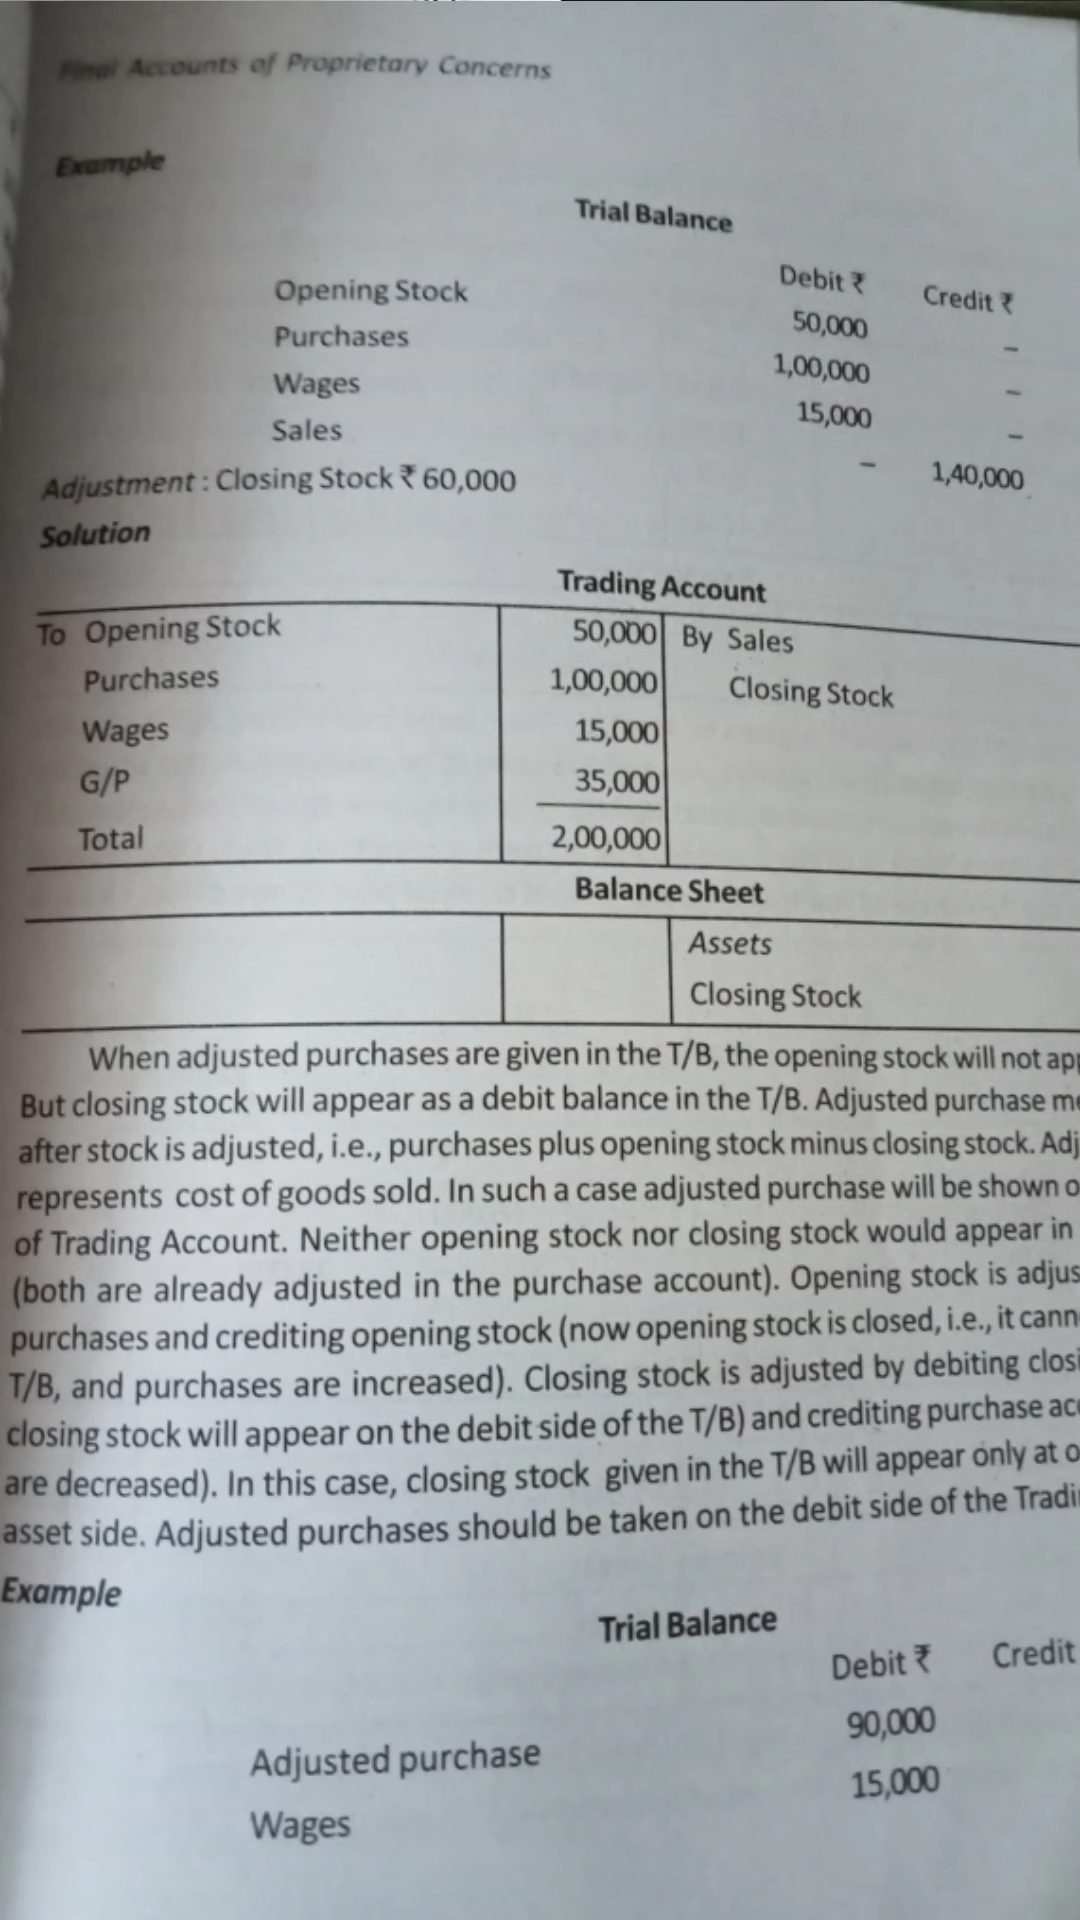 Final Accounts of Proprietary Concerns
Example
Trial Balance
Debit ₹ Credit ₹
Opening Stock 50,000 –
Purchases 1,00,000 –
Wages 15,000 –
Sales – 1,40,000
Adjustment : Closing Stock ₹ 60,000
Solution
Trading Account
To Opening Stock 50,000 By Sales
Purchases 1,00,000 Closing Stock
Wages 15,000
G/P 35,000
Total 2,00,000
Balance Sheet
Assets
Closing Stock
When adjusted purchases are given in the T/B, the opening stock will not app
But closing stock will appear as a debit balance in the T/B. Adjusted purchase me
after stock is adjusted, i.e., purchases plus opening stock minus closing stock. Adj
represents cost of goods sold. In such a case adjusted purchase will be shown o
of Trading Account. Neither opening stock nor closing stock would appear in
(both are already adjusted in the purchase account). Opening stock is adjus
purchases and crediting opening stock (now opening stock is closed, i.e., it cann
T/B, and purchases are increased). Closing stock is adjusted by debiting closi
closing stock will appear on the debit side of the T/B) and crediting purchase acc
are decreased). In this case, closing stock given in the T/B will appear only at o
asset side. Adjusted purchases should be taken on the debit side of the Tradi
Example
Trial Balance
Debit ₹ Credit
Adjusted purchase 90,000
Wages 15,000